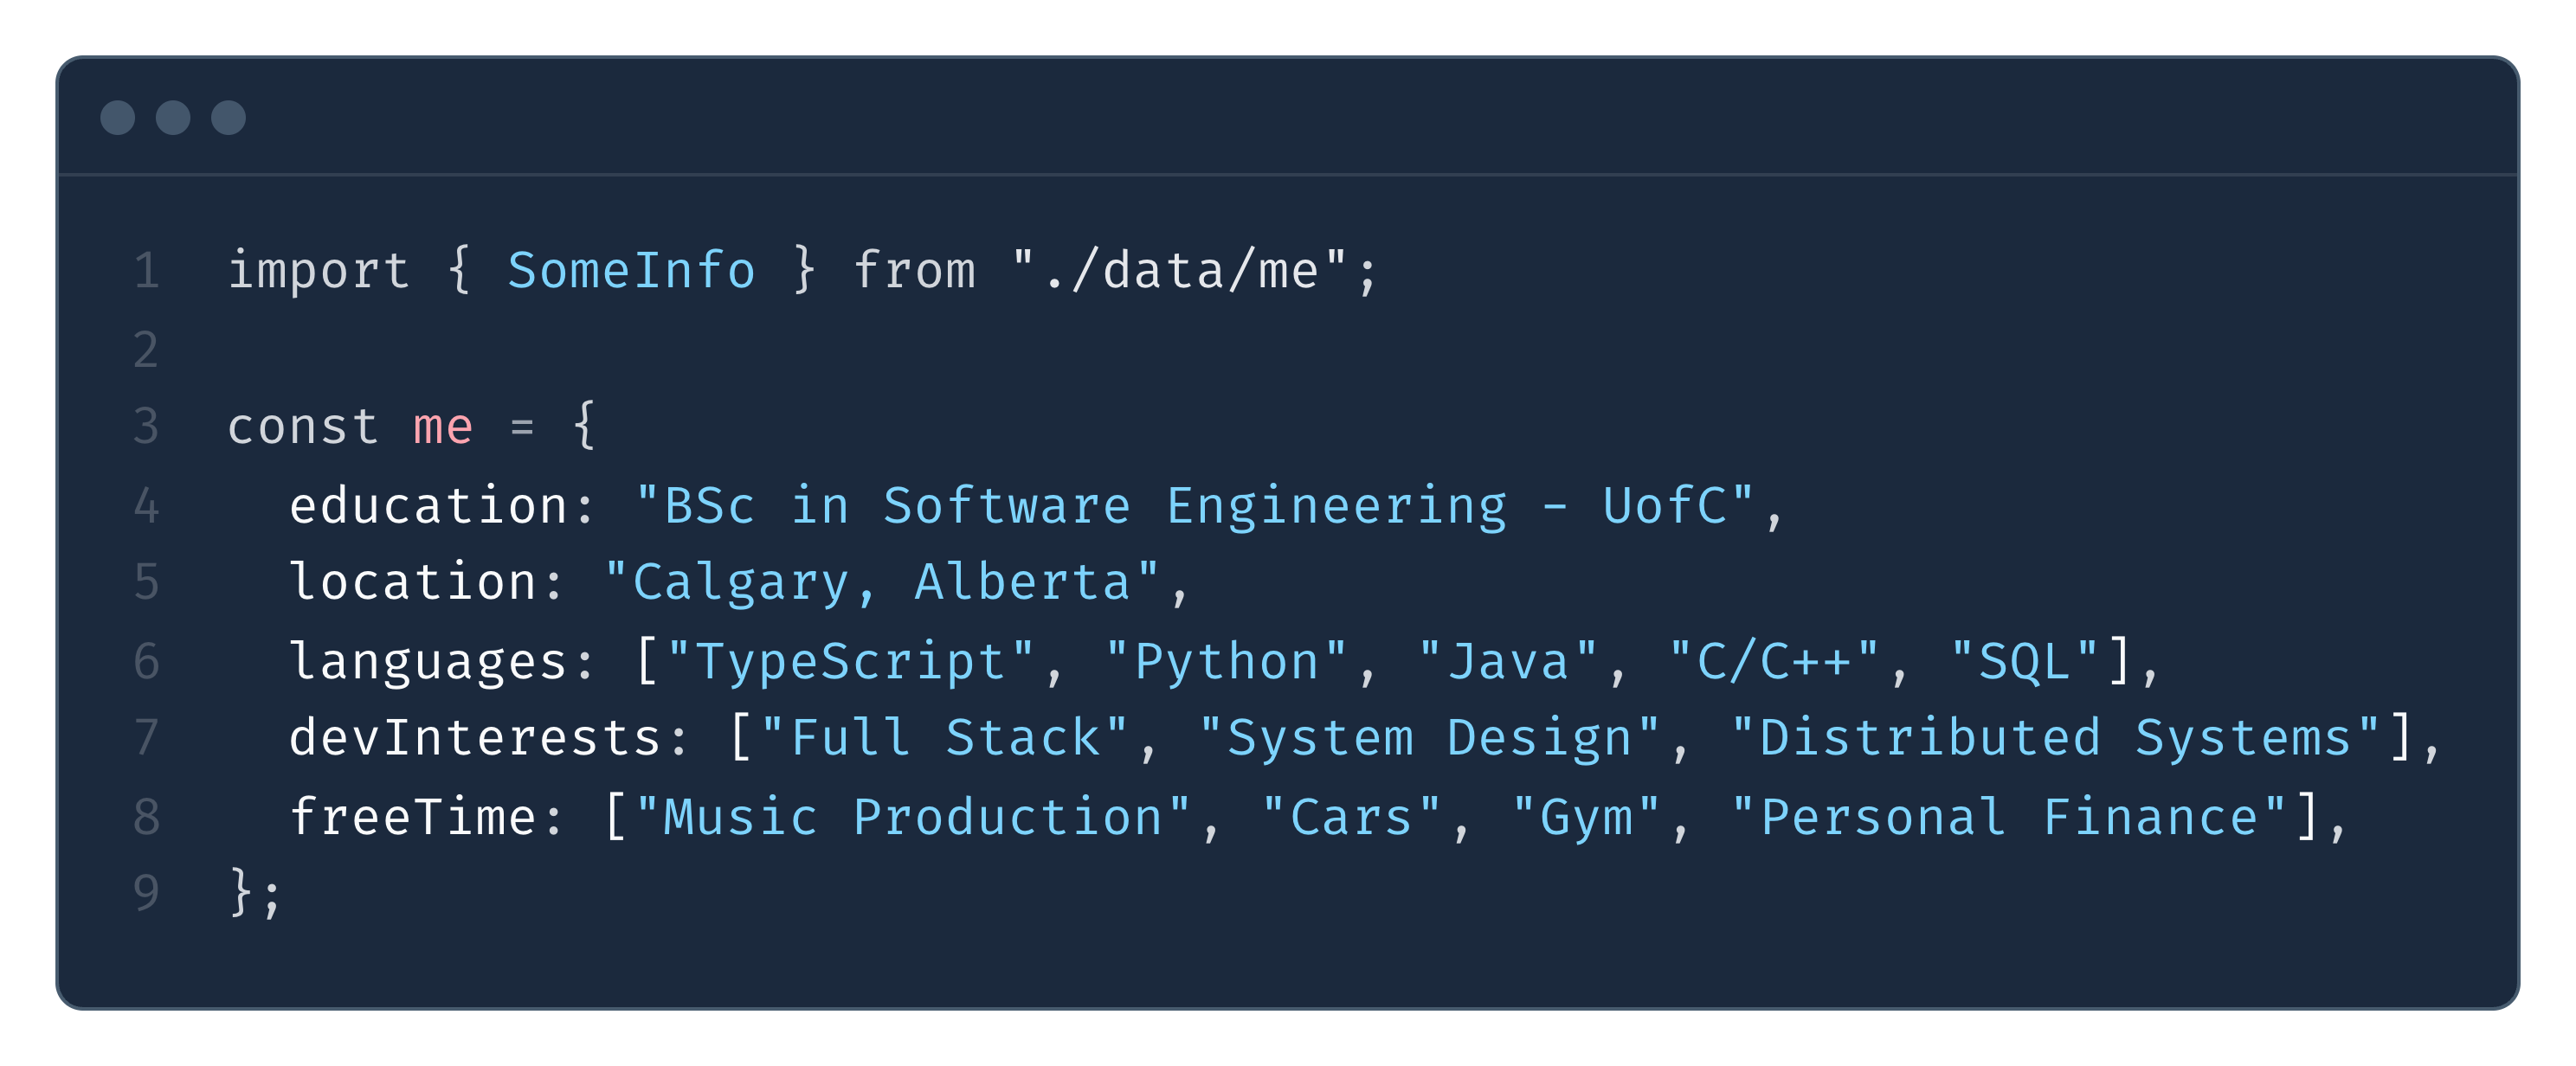 1 import { SomeInfo } from "./data/me";
2
3 const me = {
4   education: "BSc in Software Engineering - UofC",
5   location: "Calgary, Alberta",
6   languages: ["TypeScript", "Python", "Java", "C/C++", "SQL"],
7   devInterests: ["Full Stack", "System Design", "Distributed Systems"],
8   freeTime: ["Music Production", "Cars", "Gym", "Personal Finance"],
9 };